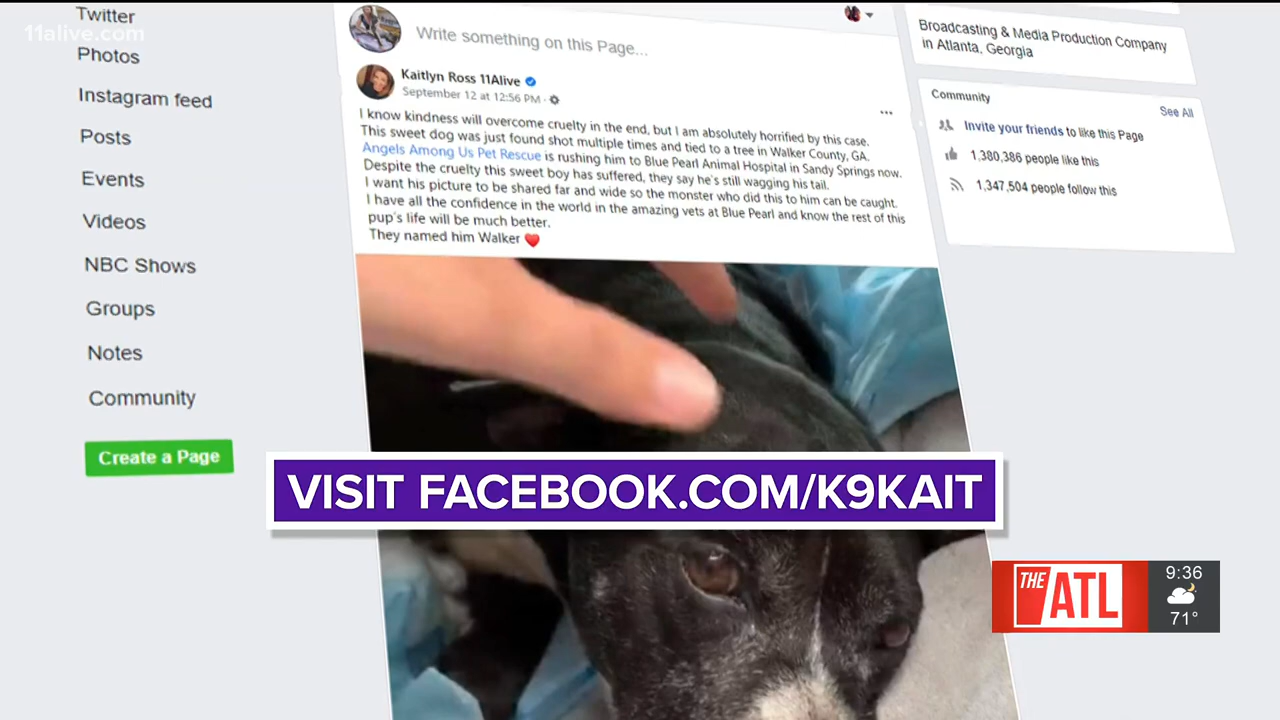 Twitter
11alive.com
Photos
Instagram feed
Posts
Events
Videos
NBC Shows
Groups
Notes
Community
Create a Page
Write something on this Page...
Kaitlyn Ross 11Alive
September 12 at 12:56 PM ·
I know kindness will overcome cruelty in the end, but I am absolutely horrified by this case.
This sweet dog was just found shot multiple times and tied to a tree in Walker County, GA.
Angels Among Us Pet Rescue is rushing him to Blue Pearl Animal Hospital in Sandy Springs now.
Despite the cruelty this sweet boy has suffered, they say he's still wagging his tail.
I want his picture to be shared far and wide so the monster who did this to him can be caught.
I have all the confidence in the world in the amazing vets at Blue Pearl and know the rest of this
pup's life will be much better.
They named him Walker ❤️
Broadcasting & Media Production Company
in Atlanta, Georgia
Community
See All
Invite your friends to like this Page
1,380,386 people like this
1,347,504 people follow this
VISIT FACEBOOK.COM/K9KAIT
THE ATL
9:36
71°